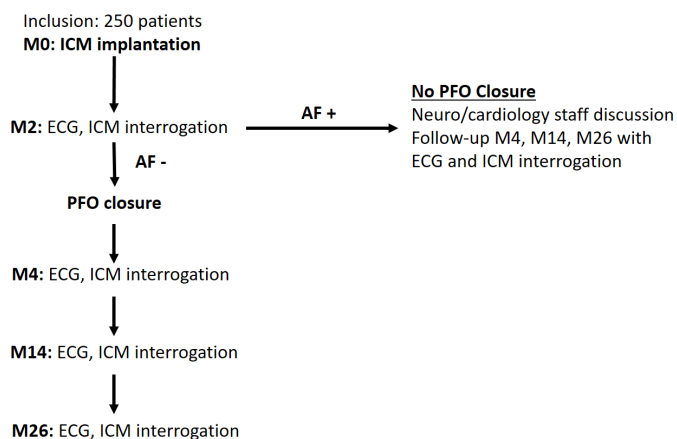 Inclusion: 250 patients
M0: ICM implantation
M2: ECG, ICM interrogation
AF +
No PFO Closure
Neuro/cardiology staff discussion
Follow-up M4, M14, M26 with
ECG and ICM interrogation
AF -
PFO closure
M4: ECG, ICM interrogation
M14: ECG, ICM interrogation
M26: ECG, ICM interrogation